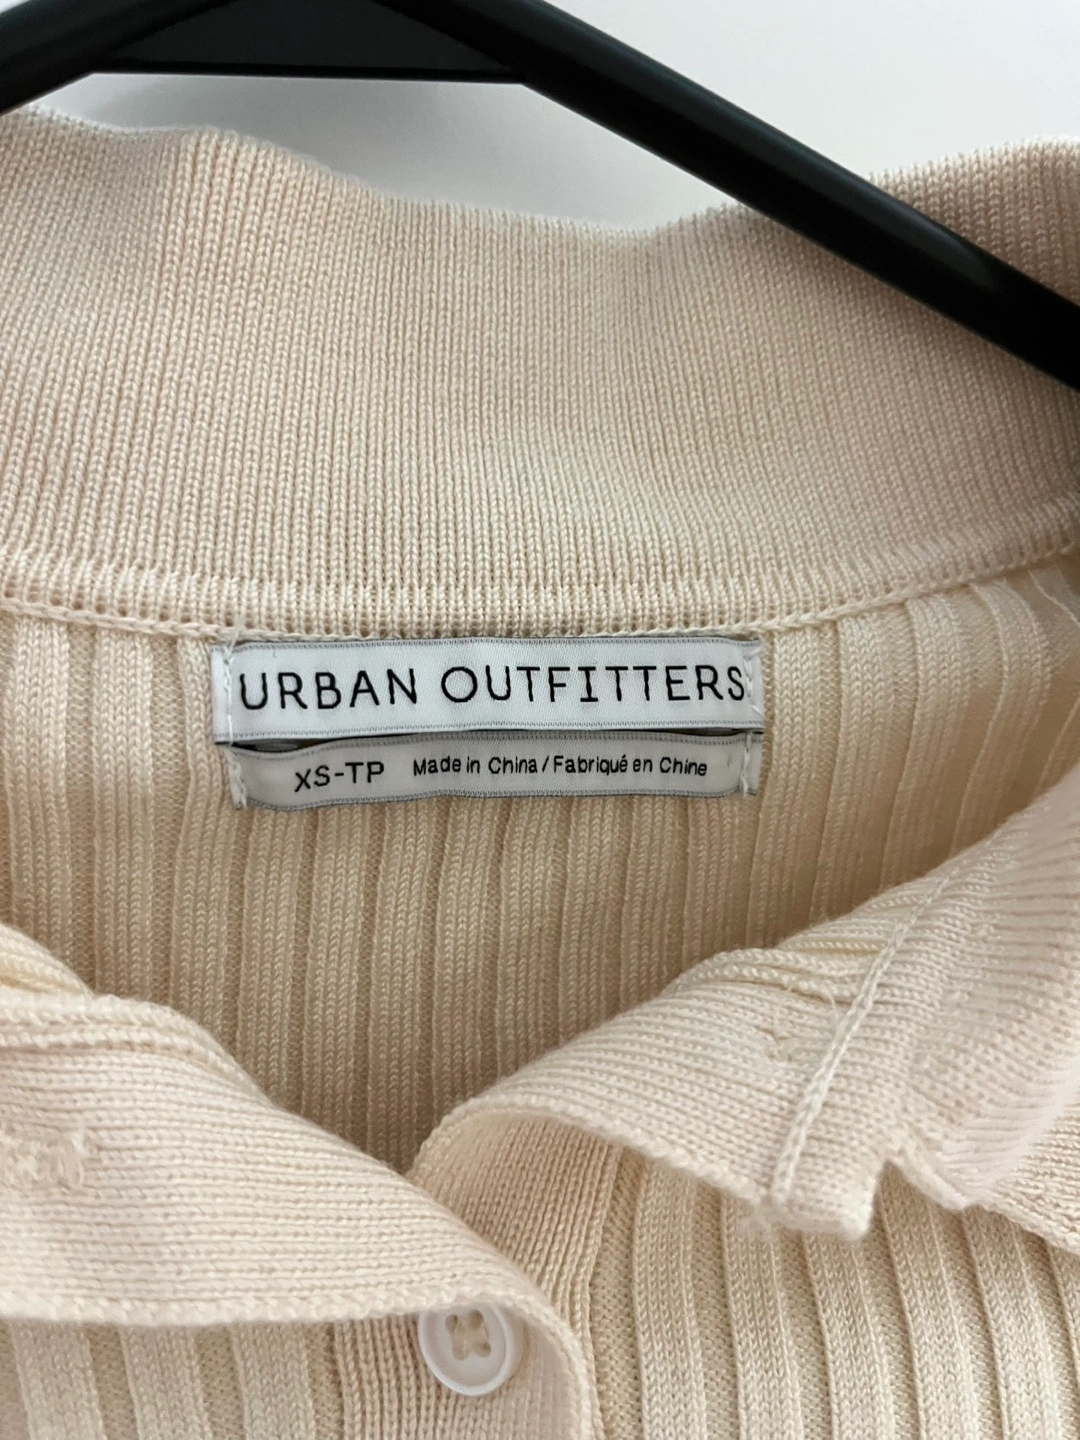 URBAN OUTFITTERS
XS-TP Made in China / Fabriqué en Chine